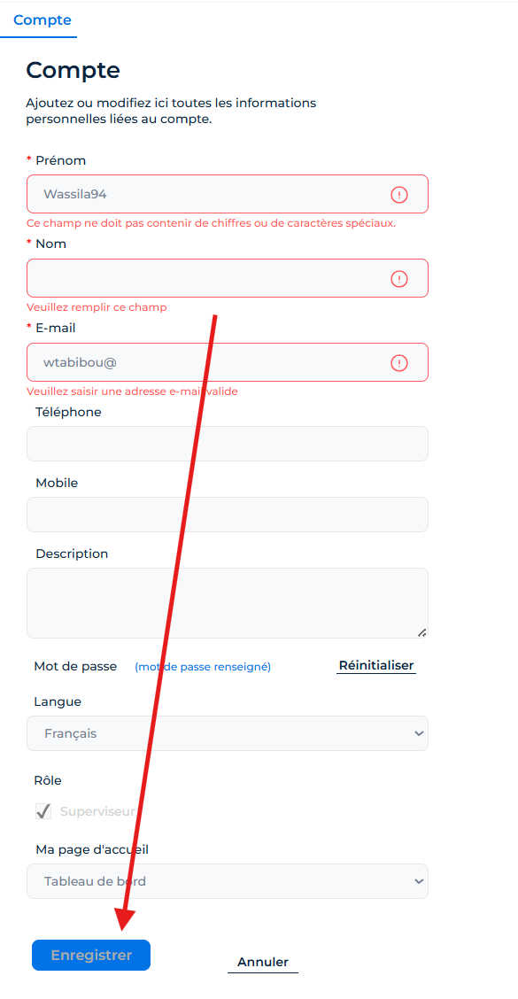 Compte
Compte
Ajoutez ou modifiez ici toutes les informations
personnelles liées au compte.
* Prénom
Wassila94
Ce champ ne doit pas contenir de chiffres ou de caractères spéciaux.
* Nom
Veuillez remplir ce champ
* E-mail
wtabibou@
Veuillez saisir une adresse e-mail valide
Téléphone
Mobile
Description
Mot de passe (mot de passe renseigné) Réinitialiser
Langue
Français
Rôle
Superviseur
Ma page d'accueil
Tableau de bord
Enregistrer Annuler